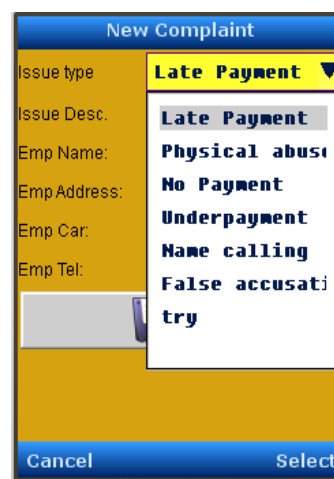 New Complaint
Issue type
Late Payment
Issue Desc.
Late Payment
Emp Name:
Physical abus
Emp Address:
No Payment
Underpayment
Emp Car:
Name calling
Emp Tel:
False accusati
try
Cancel
Select